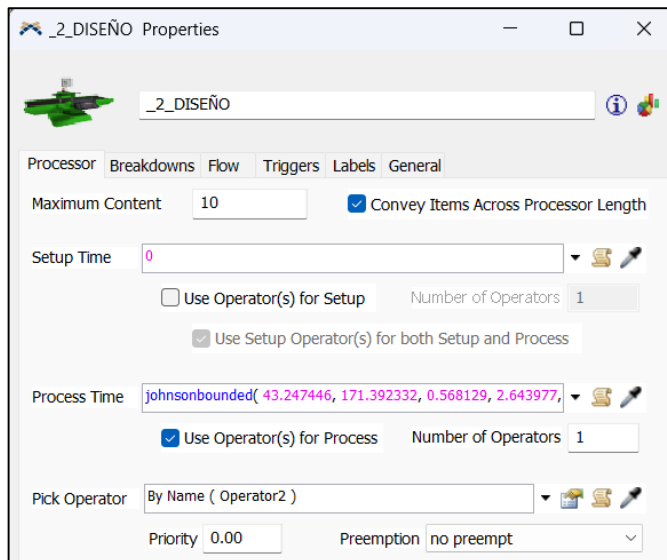 _2_DISEÑO Properties
_2_DISEÑO
Processor Breakdowns Flow Triggers Labels General
Maximum Content 10 Convey Items Across Processor Length
Setup Time 0
Use Operator(s) for Setup Number of Operators 1
Use Setup Operator(s) for both Setup and Process
Process Time johnsonbounded( 43.247446, 171.392332, 0.568129, 2.643977,
Use Operator(s) for Process Number of Operators 1
Pick Operator By Name ( Operator2 )
Priority 0.00 Preemption no preempt